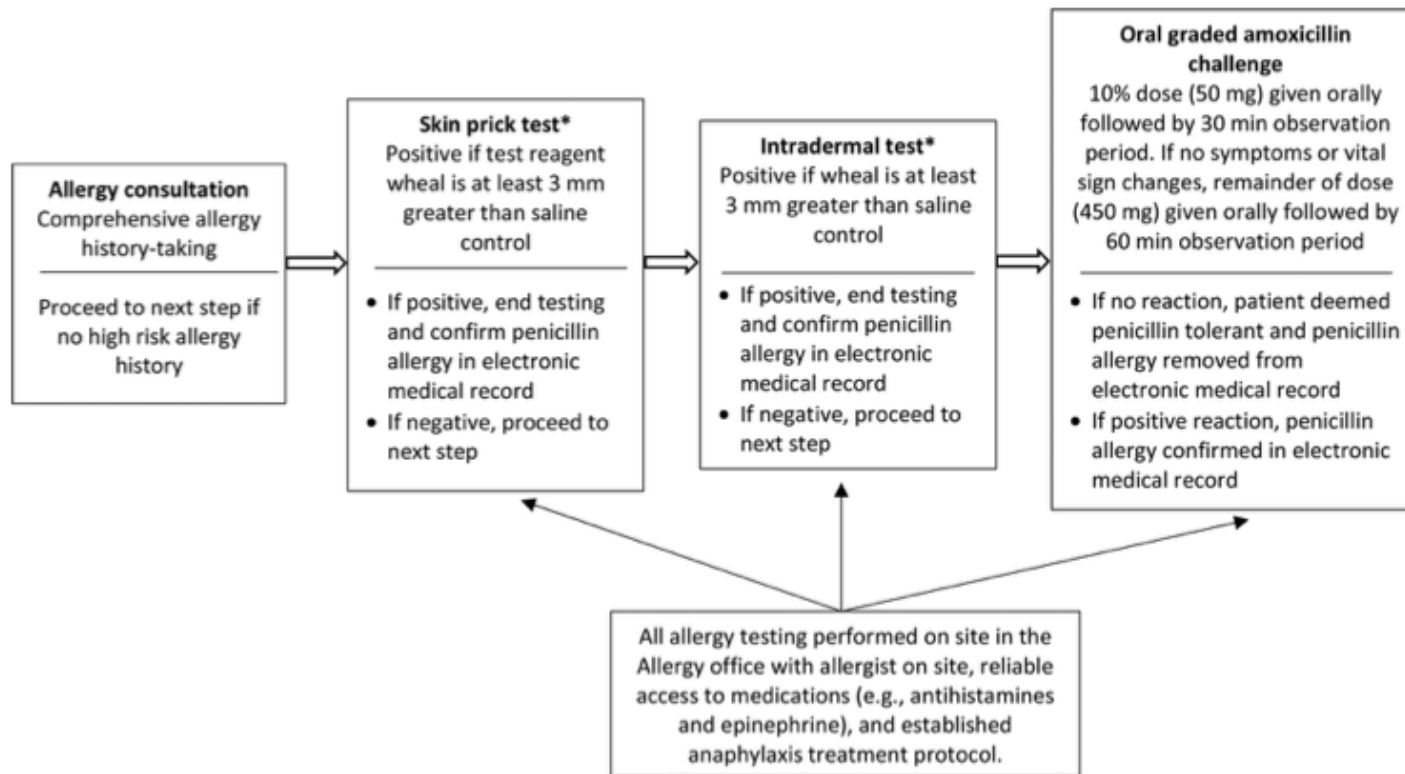 Allergy consultation
Comprehensive allergy
history-taking
Proceed to next step if
no high risk allergy
history
Skin prick test*
Positive if test reagent
wheal is at least 3 mm
greater than saline
control
• If positive, end testing
and confirm penicillin
allergy in electronic
medical record
• If negative, proceed to
next step
Intradermal test*
Positive if wheal is at least
3 mm greater than saline
control
• If positive, end testing
and confirm penicillin
allergy in electronic
medical record
• If negative, proceed to
next step
Oral graded amoxicillin
challenge
10% dose (50 mg) given orally
followed by 30 min observation
period. If no symptoms or vital
sign changes, remainder of dose
(450 mg) given orally followed by
60 min observation period
• If no reaction, patient deemed
penicillin tolerant and penicillin
allergy removed from
electronic medical record
• If positive reaction, penicillin
allergy confirmed in electronic
medical record
All allergy testing performed on site in the
Allergy office with allergist on site, reliable
access to medications (e.g., antihistamines
and epinephrine), and established
anaphylaxis treatment protocol.